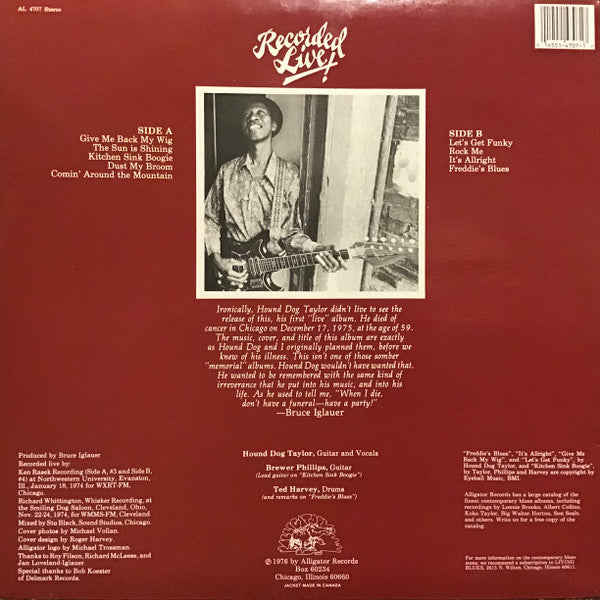 AL 4707 Stereo
Recorded
Live!
SIDE A
Give Me Back My Wig
The Sun is Shining
Kitchen Sink Boogie
Dust My Broom
Comin' Around the Mountain
SIDE B
Let's Get Funky
Rock Me
It's Allright
Freddie's Blues
Ironically, Hound Dog Taylor didn't live to see the
release of this, his first "live" album. He died of
cancer in Chicago on December 17, 1975, at the age of 59.
The music, cover, and title of this album are exactly
as Hound Dog and I originally planned them, before we
knew of his illness. This isn't one of those somber
"memorial" albums. Hound Dog wouldn't have wanted that.
He wanted to be remembered with the same kind of
irreverance that he put into his music, and into his
life. As he used to tell me, "When I die,
don't have a funeral—have a party!"
—Bruce Iglauer
Produced by Bruce Iglauer
Recorded live by:
Ken Rasek Recording (Side A, #3 and Side B,
#4) at Northwestern University, Evanston,
Ill., January 18, 1974 for WXRT-FM,
Chicago.
Richard Whittington, Whisker Recording, at
the Smiling Dog Saloon, Cleveland, Ohio,
Nov. 22-24, 1974, for WMMS-FM, Cleveland.
Mixed by Stu Black, Sound Studios, Chicago.
Cover photos by Michael Vollan.
Cover design by Roger Harvey.
Alligator logo by Michael Trossman.
Thanks to Roy Filson, Richard McLeese, and
Jan Loveland-Iglauer.
Special thanks to Bob Koester
of Delmark Records.
Hound Dog Taylor, Guitar and Vocals
Brewer Phillips, Guitar
(Lead guitar on "Kitchen Sink Boogie")
Ted Harvey, Drums
(and remarks on "Freddie's Blues")
© 1976 by Alligator Records
Box 60234
Chicago, Illinois 60660
JACKET MADE IN CANADA
"Freddie's Blues", "It's Allright", "Give Me
Back My Wig", and "Let's Get Funky", by
Hound Dog Taylor, and "Kitchen Sink Boogie",
by Taylor, Phillips and Harvey are copyright by
Eyeball Music, BMI.
Alligator Records has a large catalog of the
finest contemporary blues albums, including
recordings by Lonnie Brooks, Albert Collins,
Koko Taylor, Big Walter Horton, Son Seals,
and others. Write us for a free copy of the
catalog.
For more information on the contemporary blues
scene, we recommend a subscription to LIVING
BLUES, 2615 N. Wilton, Chicago, Illinois 60614.